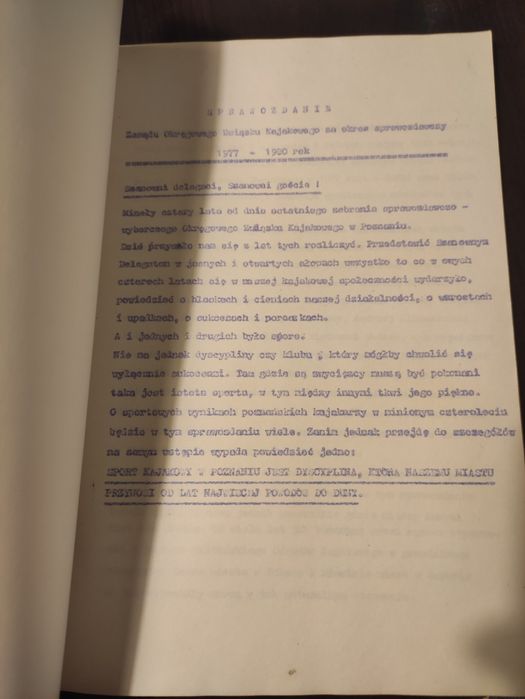 SPRAWOZDANIE
Zarządu Okręgowego Związku Kajakowego za okres sprawozdawczy
1977 - 1980 rok
Szanowni delegaci, Szanowni goście !
Minęły cztery lata od dnia ostatniego zebrania sprawozdawczo -
wyborczego Okręgowego Związku Kajakowego w Poznaniu.
Dziś przyszło nam się z lat tych rozliczyć. Przedstawić Szanownym
Delegatom w jasnych i otwartych słowach wszystko to co w owych
czterech latach się w naszej kajakowej społeczności wydarzyło,
powiedzieć o blaskach i cieniach naszej działalności, o wzrostach
i upadkach, o sukcesach i porażkach.
A i jednych i drugich było sporo.
Nie ma jednak dyscypliny czy klubu , który mógłby chwalić się
wyłącznie sukcesami. Tam gdzie są zwycięzcy muszą być pokonani
taka jest istota sportu, w tym między innymi tkwi jego piękno.
O sportowych wynikach poznańskich kajakarzy w minionym czteroleciu
będzie w tym sprawozdaniu wiele. Zanim jednak przejdę do szczegółów
na samym wstępie wypada powiedzieć jedno:
SPORT KAJAKOWY W POZNANIU JEST DYSCYPLINĄ, KTÓRA NASZEMU MIASTU
PRZYNOSI OD LAT NAJWIĘCEJ POWODÓW DO DUMY.